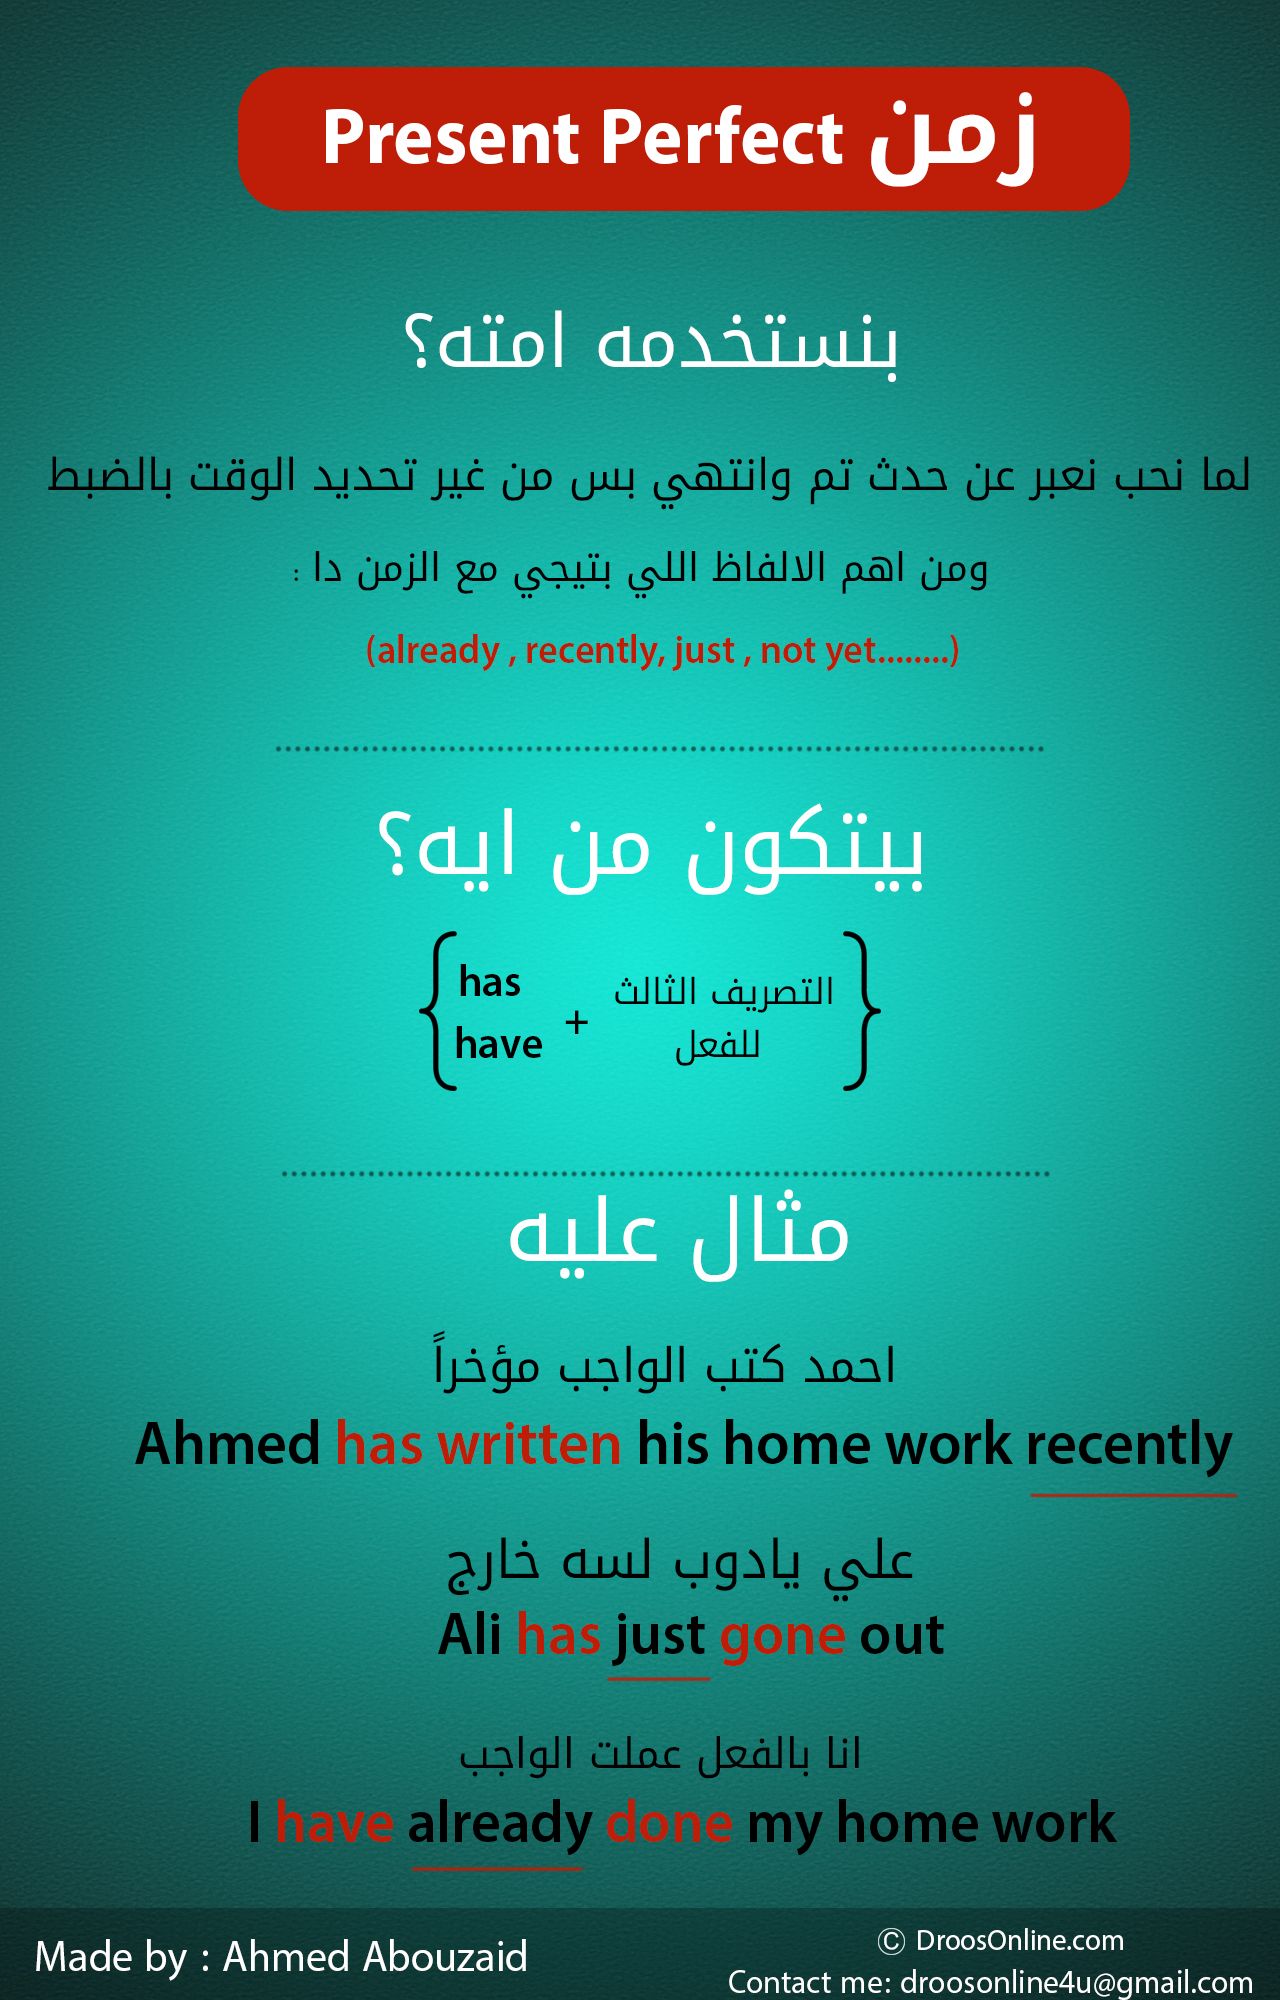 زمن Present Perfect
بنستخدمه امته؟
لما نحب نعبر عن حدث تم وانتهي بس من غير تحديد الوقت بالضبط
ومن اهم الالفاظ اللي بتيجي مع الزمن دا :
(already , recently, just , not yet........)
بيتكون من ايه؟
has
have
+
التصريف الثالث
للفعل
مثال عليه
احمد كتب الواجب مؤخراً
Ahmed has written his home work recently
علي يادوب لسه خارج
Ali has just gone out
انا بالفعل عملت الواجب
I have already done my home work
Made by : Ahmed Abouzaid
© DroosOnline.com
Contact me: droosonline4u@gmail.com